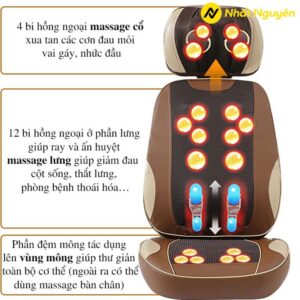 Nhất Nguyên
4 bi hồng ngoại massage cổ
xua tan các cơn đau mỏi
vai gáy, nhức đầu
12 bi hồng ngoại ở phần lưng
giúp ray và ấn huyệt
massage lưng giúp giảm đau
cột sống, thắt lưng,
phòng bệnh thoái hóa…
Phần đệm mông tác dụng
lên vùng mông giúp thư giãn
toàn bộ cơ thể (ngoài ra có thể
dùng massage bàn chân)